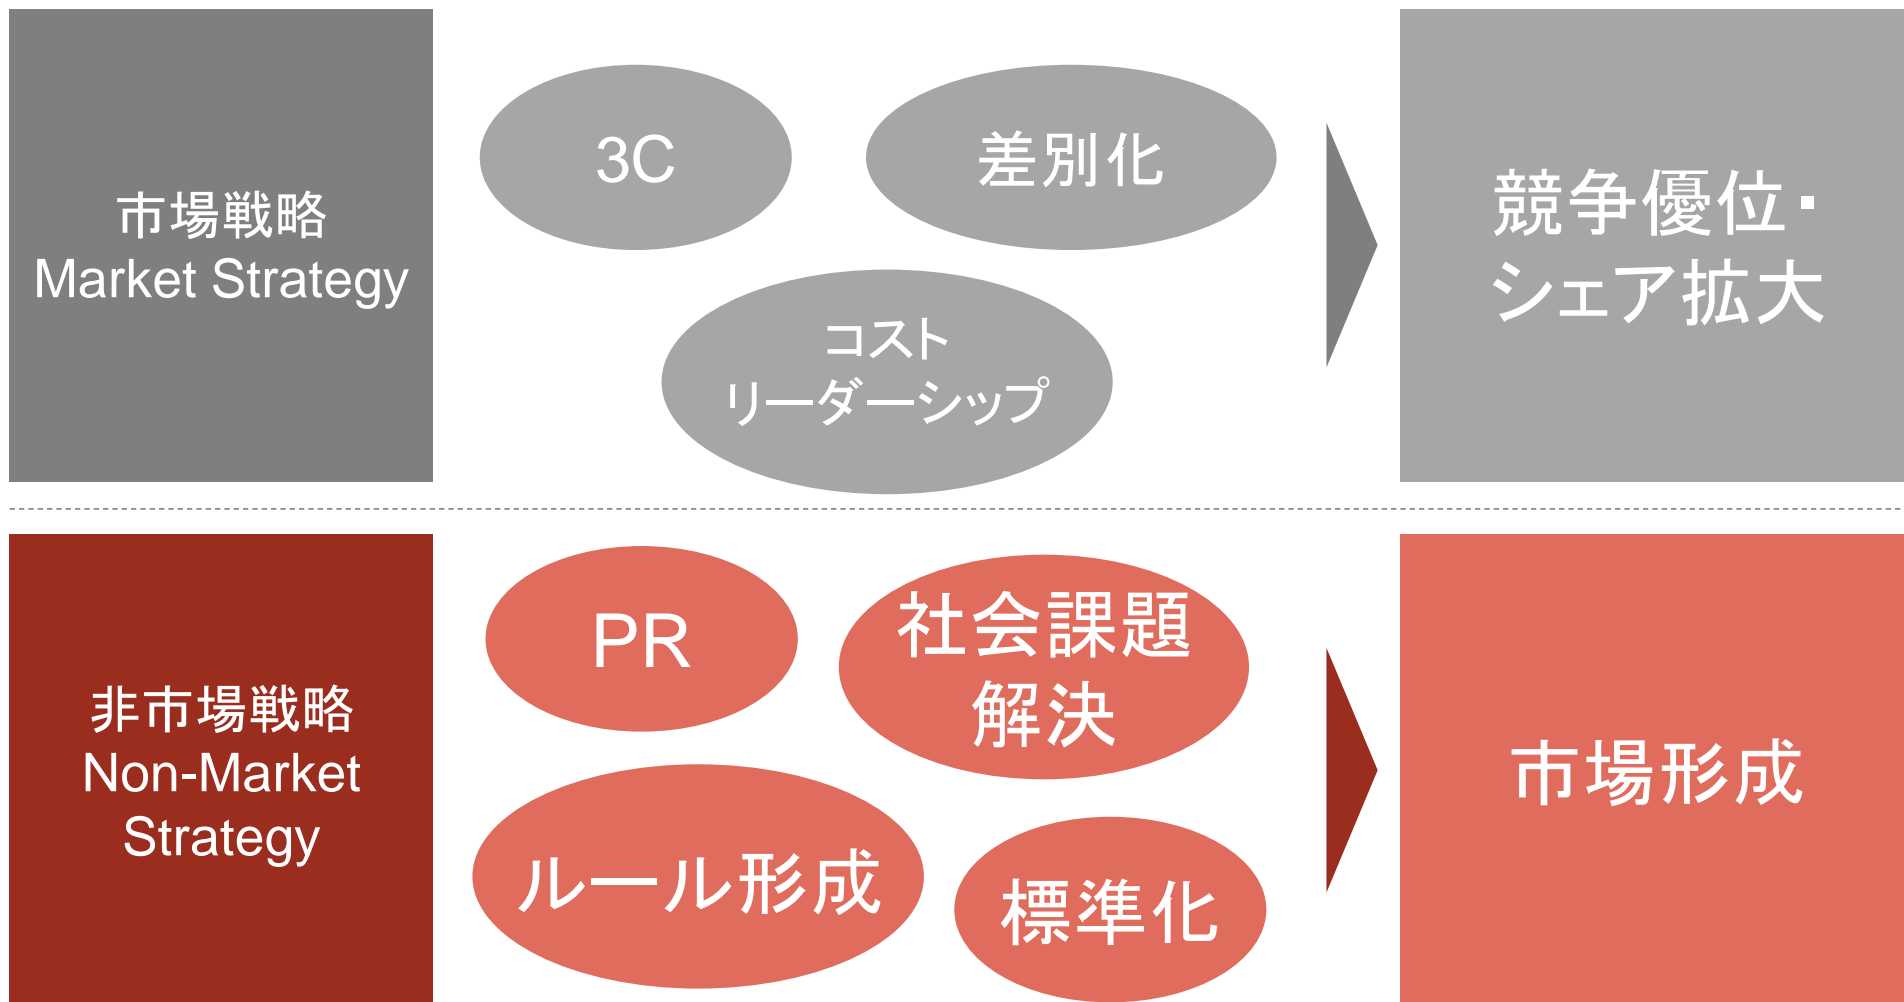 市場戦略
Market Strategy
3C
差別化
コスト
リーダーシップ
競争優位・
シェア拡大
非市場戦略
Non-Market
Strategy
PR
社会課題
解決
ルール形成
標準化
市場形成